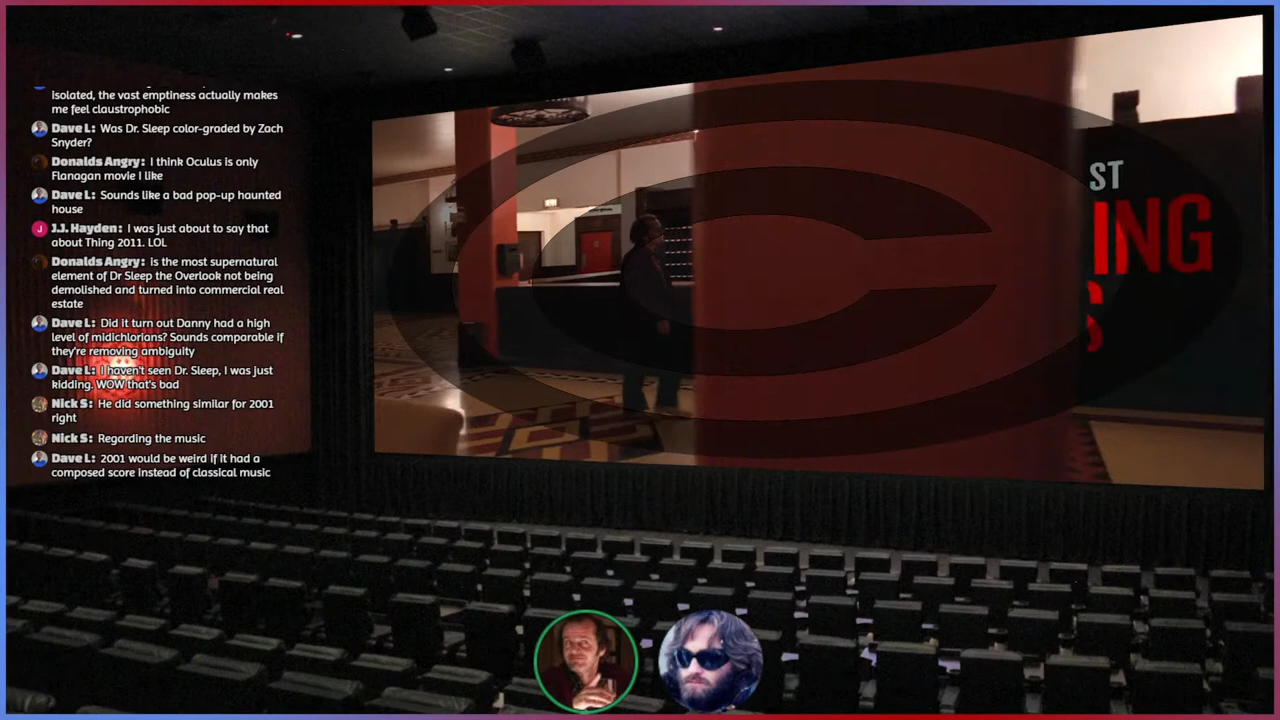 isolated, the vast emptiness actually makes
me feel claustrophobic
Dave L: Was Dr. Sleep color-graded by Zach
Snyder?
Donalds Angry: I think Oculus is only
Flanagan movie I like
Dave L: Sounds like a bad pop-up haunted
house
J.J. Hayden: I was just about to say that
about Thing 2011. LOL
Donalds Angry: Is the most supernatural
element of Dr Sleep the Overlook not being
demolished and turned into commercial real
estate
Dave L: Did it turn out Danny had a high
level of midichlorians? Sounds comparable if
they're removing ambiguity
Dave L: I haven't seen Dr. Sleep, I was just
kidding. WOW that's bad
Nick S: He did something similar for 2001
right
Nick S: Regarding the music
Dave L: 2001 would be weird if it had a
composed score instead of classical music
J
ST
ING
S